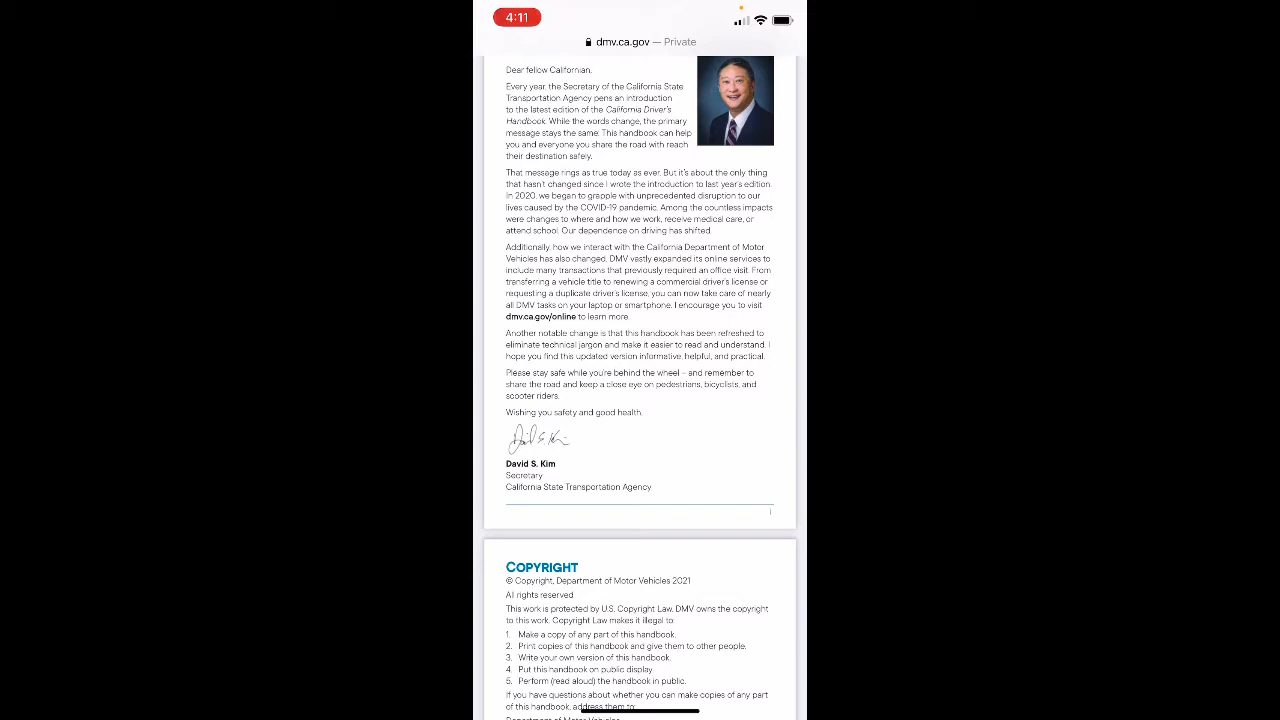 4:11
dmv.ca.gov — Private
Dear fellow Californian,
Every year, the Secretary of the California State
Transportation Agency pens an introduction
to the latest edition of the California Driver's
Handbook. While the words change, the primary
message stays the same: This handbook can help
you and everyone you share the road with reach
their destination safely.
That message rings as true today as ever. But it's about the only thing
that hasn't changed since I wrote the introduction to last year's edition.
In 2020, we began to grapple with unprecedented disruption to our
lives caused by the COVID-19 pandemic. Among the countless impacts
were changes to where and how we work, receive medical care, or
attend school. Our dependence on driving has shifted.
Additionally, how we interact with the California Department of Motor
Vehicles has also changed. DMV vastly expanded its online services to
include many transactions that previously required an office visit. From
transferring a vehicle title to renewing a commercial driver's license or
requesting a duplicate driver's license, you can now take care of nearly
all DMV tasks on your laptop or smartphone. I encourage you to visit
dmv.ca.gov/online to learn more.
Another notable change is that this handbook has been refreshed to
eliminate technical jargon and make it easier to read and understand. I
hope you find this updated version informative, helpful, and practical.
Please stay safe while you're behind the wheel – and remember to
share the road and keep a close eye on pedestrians, bicyclists, and
scooter riders.
Wishing you safety and good health,
David S. Kim
David S. Kim
Secretary
California State Transportation Agency
i
COPYRIGHT
© Copyright, Department of Motor Vehicles 2021
All rights reserved
This work is protected by U.S. Copyright Law. DMV owns the copyright
to this work. Copyright Law makes it illegal to:
1. Make a copy of any part of this handbook.
2. Print copies of this handbook and give them to other people.
3. Write your own version of this handbook.
4. Put this handbook on public display.
5. Perform (read aloud) the handbook in public.
If you have questions about whether you can make copies of any part
of this handbook, address them to:
Department of Motor Vehicles